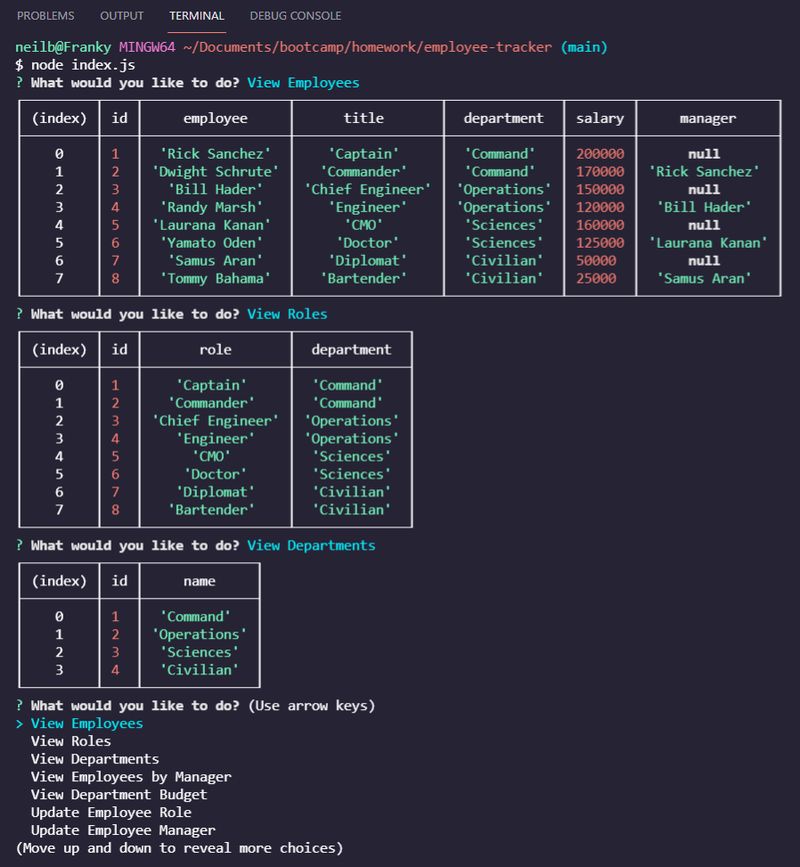 PROBLEMS OUTPUT TERMINAL DEBUG CONSOLE
neilb@Franky MINGW64 ~/Documents/bootcamp/homework/employee-tracker (main)
$ node index.js
? What would you like to do? View Employees
(index) id employee title department salary manager
0 1 'Rick Sanchez' 'Captain' 'Command' 200000 null
1 2 'Dwight Schrute' 'Commander' 'Command' 170000 'Rick Sanchez'
2 3 'Bill Hader' 'Chief Engineer' 'Operations' 150000 null
3 4 'Randy Marsh' 'Engineer' 'Operations' 120000 'Bill Hader'
4 5 'Laurana Kanan' 'CMO' 'Sciences' 160000 null
5 6 'Yamato Oden' 'Doctor' 'Sciences' 125000 'Laurana Kanan'
6 7 'Samus Aran' 'Diplomat' 'Civilian' 50000 null
7 8 'Tommy Bahama' 'Bartender' 'Civilian' 25000 'Samus Aran'
? What would you like to do? View Roles
(index) id role department
0 1 'Captain' 'Command'
1 2 'Commander' 'Command'
2 3 'Chief Engineer' 'Operations'
3 4 'Engineer' 'Operations'
4 5 'CMO' 'Sciences'
5 6 'Doctor' 'Sciences'
6 7 'Diplomat' 'Civilian'
7 8 'Bartender' 'Civilian'
? What would you like to do? View Departments
(index) id name
0 1 'Command'
1 2 'Operations'
2 3 'Sciences'
3 4 'Civilian'
? What would you like to do? (Use arrow keys)
> View Employees
View Roles
View Departments
View Employees by Manager
View Department Budget
Update Employee Role
Update Employee Manager
(Move up and down to reveal more choices)